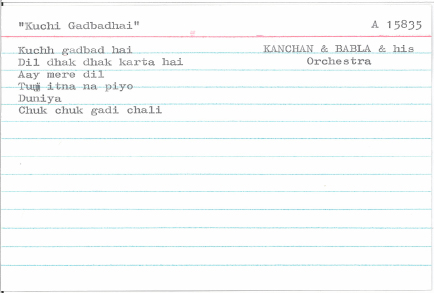 "Kuchi Gadbadhai" A 15835
Kuchh gadbad hai KANCHAN & BABLA & his
Dil dhak dhak karta hai Orchestra
Aay mere dil
Tum itna na piyo
Duniya
Chuk chuk gadi chali